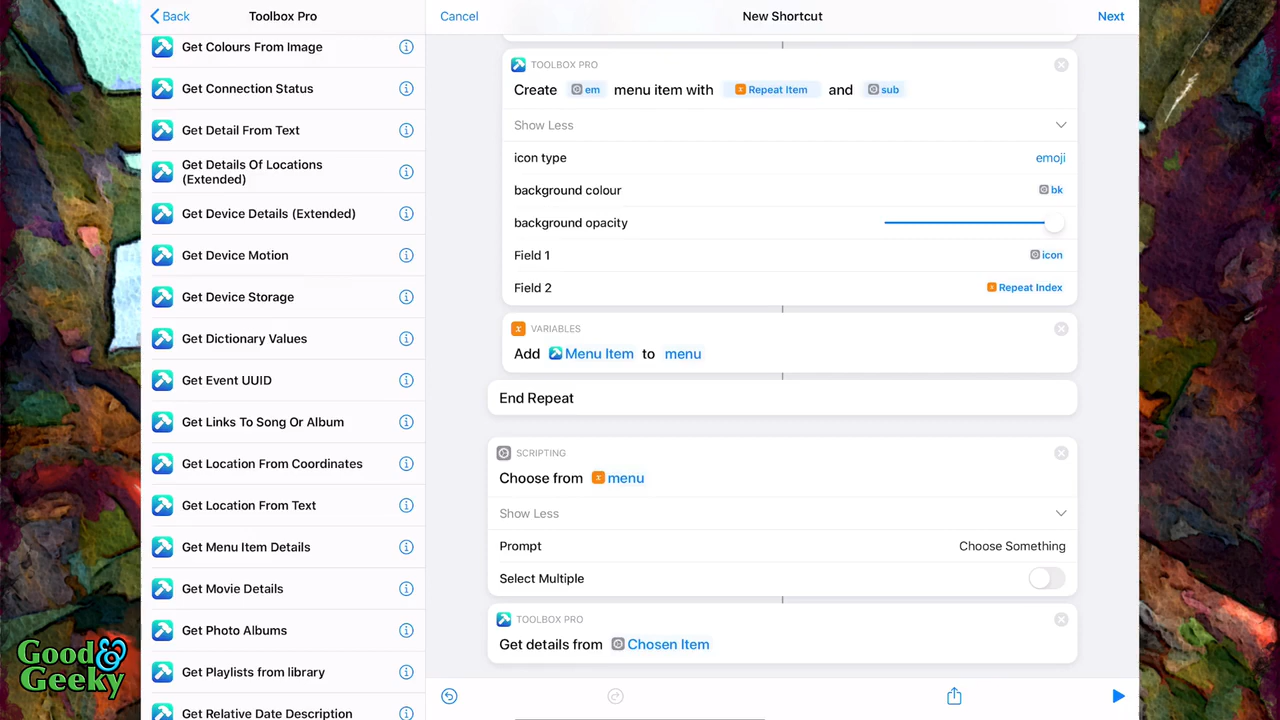 Back
Toolbox Pro
Get Colours From Image
Get Connection Status
Get Detail From Text
Get Details Of Locations
(Extended)
Get Device Details (Extended)
Get Device Motion
Get Device Storage
Get Dictionary Values
Get Event UUID
Get Links To Song Or Album
Get Location From Coordinates
Get Location From Text
Get Menu Item Details
Get Movie Details
Get Photo Albums
Get Playlists from library
Get Relative Date Description
Cancel
New Shortcut
Next
TOOLBOX PRO
Create em menu item with Repeat Item and sub
Show Less
icon type emoji
background colour bk
background opacity
Field 1 icon
Field 2 Repeat Index
VARIABLES
Add Menu Item to menu
End Repeat
SCRIPTING
Choose from menu
Show Less
Prompt Choose Something
Select Multiple
TOOLBOX PRO
Get details from Chosen Item
Good &
Geeky